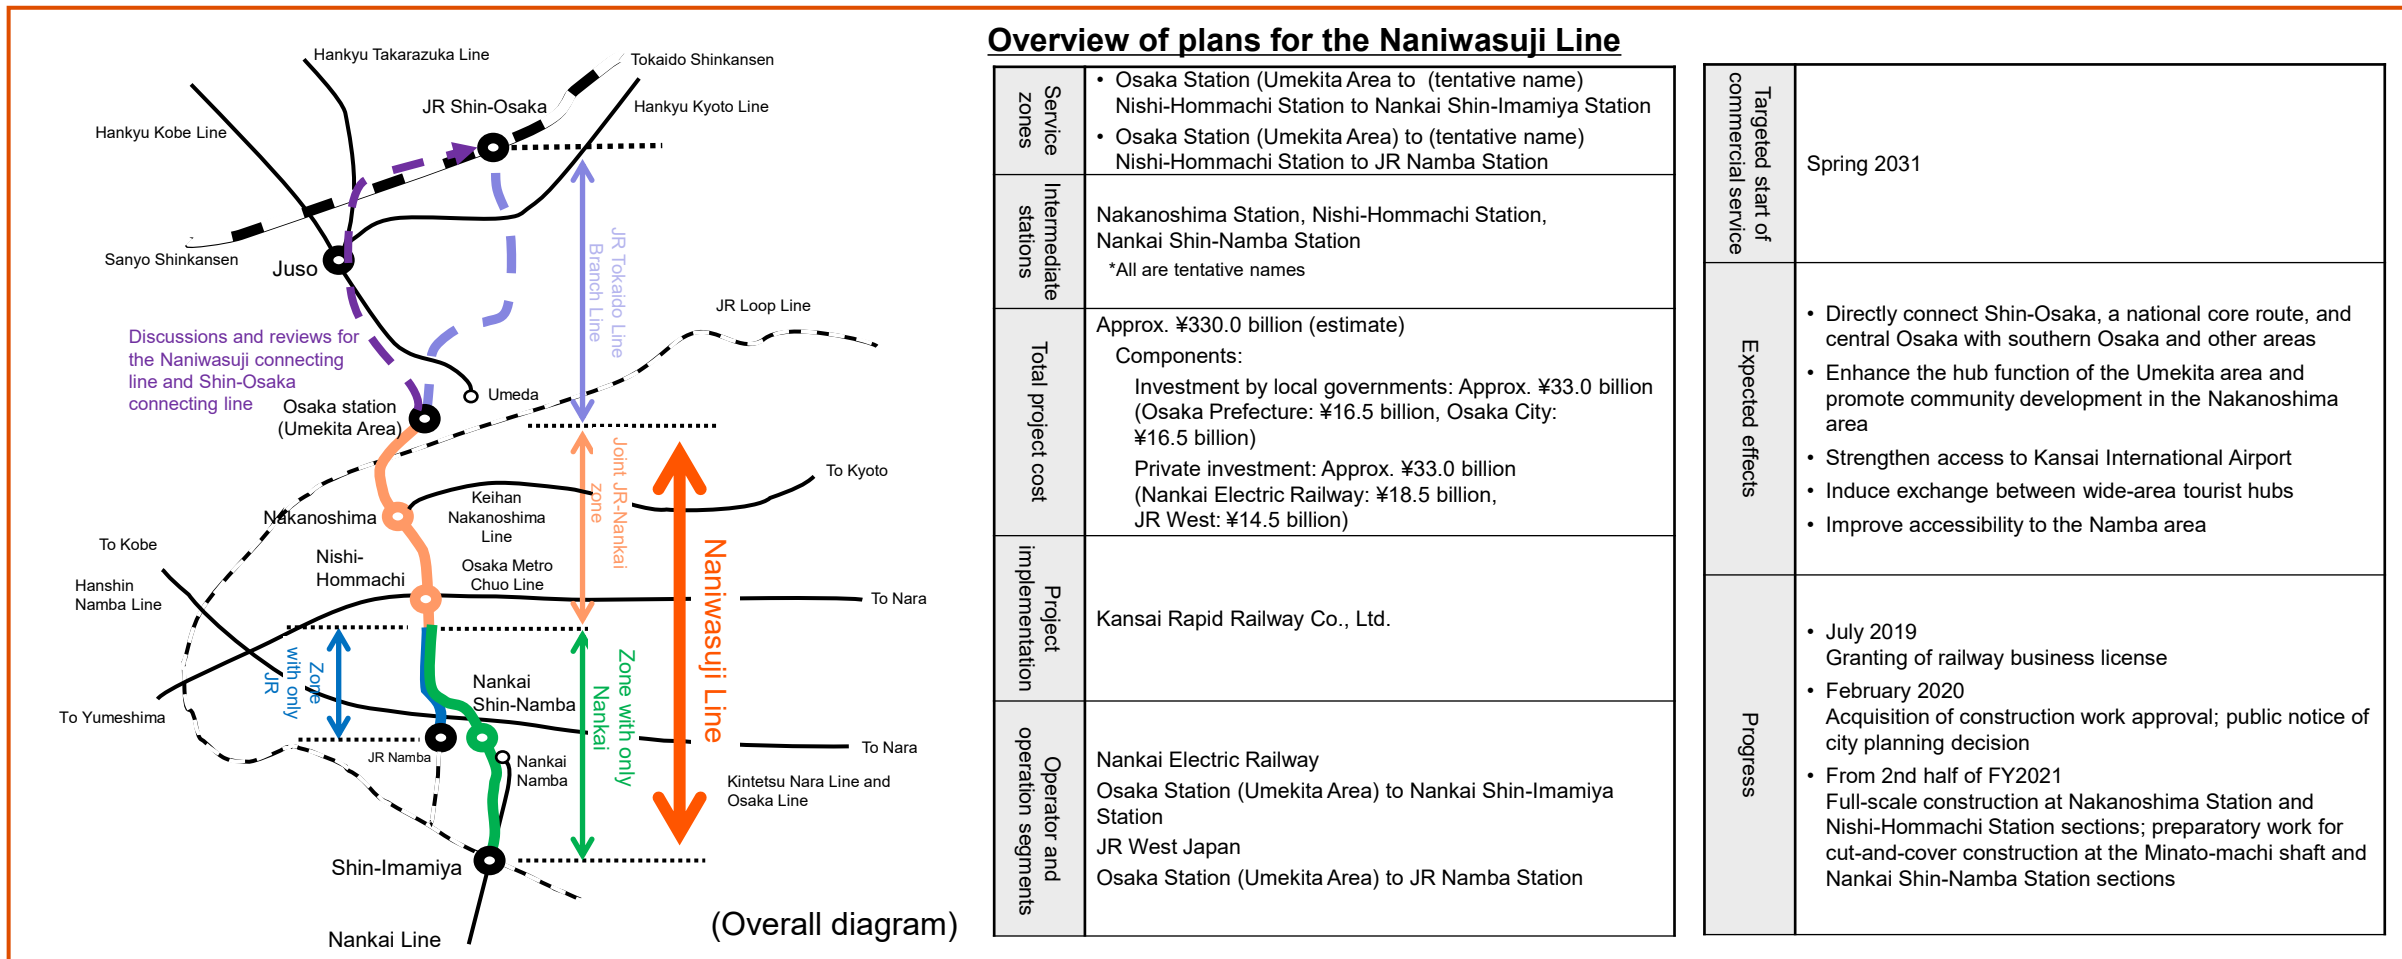 Hankyu Takarazuka Line
Tokaido Shinkansen
JR Shin-Osaka
Hankyu Kyoto Line
Hankyu Kobe Line
Sanyo Shinkansen
Juso
JR Tokaido Line
Branch Line
JR Loop Line
Discussions and reviews for
the Naniwasuji connecting
line and Shin-Osaka
connecting line
Umeda
Osaka station
(Umekita Area)
Joint JR-Nankai
zone
To Kyoto
Keihan
Nakanoshima
Line
Nakanoshima
To Kobe
Nishi-
Hommachi
Osaka Metro
Chuo Line
Hanshin
Namba Line
To Nara
Naniwasuji Line
Zone
with only
JR
Zone with only
Nankai
Nankai
Shin-Namba
To Yumeshima
To Nara
JR Namba
Nankai
Namba
Kintetsu Nara Line and
Osaka Line
Shin-Imamiya
Nankai Line
(Overall diagram)
Overview of plans for the Naniwasuji Line
Service
zones
• Osaka Station (Umekita Area to (tentative name)
Nishi-Hommachi Station to Nankai Shin-Imamiya Station
• Osaka Station (Umekita Area) to (tentative name)
Nishi-Hommachi Station to JR Namba Station
Intermediate
stations
Nakanoshima Station, Nishi-Hommachi Station,
Nankai Shin-Namba Station
*All are tentative names
Total project cost
Approx. ¥330.0 billion (estimate)
Components:
Investment by local governments: Approx. ¥33.0 billion
(Osaka Prefecture: ¥16.5 billion, Osaka City:
¥16.5 billion)
Private investment: Approx. ¥33.0 billion
(Nankai Electric Railway: ¥18.5 billion,
JR West: ¥14.5 billion)
Project
implementation
Kansai Rapid Railway Co., Ltd.
Operator and
operation segments
Nankai Electric Railway
Osaka Station (Umekita Area) to Nankai Shin-Imamiya
Station
JR West Japan
Osaka Station (Umekita Area) to JR Namba Station
Targeted start of
commercial service
Spring 2031
Expected effects
• Directly connect Shin-Osaka, a national core route, and
central Osaka with southern Osaka and other areas
• Enhance the hub function of the Umekita area and
promote community development in the Nakanoshima
area
• Strengthen access to Kansai International Airport
• Induce exchange between wide-area tourist hubs
• Improve accessibility to the Namba area
Progress
• July 2019
Granting of railway business license
• February 2020
Acquisition of construction work approval; public notice of
city planning decision
• From 2nd half of FY2021
Full-scale construction at Nakanoshima Station and
Nishi-Hommachi Station sections; preparatory work for
cut-and-cover construction at the Minato-machi shaft and
Nankai Shin-Namba Station sections